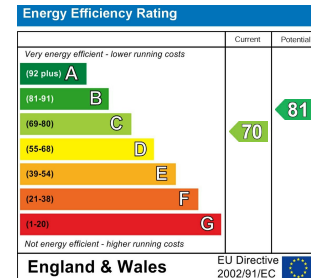 Energy Efficiency Rating
Current Potential
Very energy efficient - lower running costs
(92 plus) A
(81-91) B
81
(69-80) C
70
(55-68) D
(39-54) E
(21-38) F
(1-20) G
Not energy efficient - higher running costs
England & Wales
EU Directive
2002/91/EC